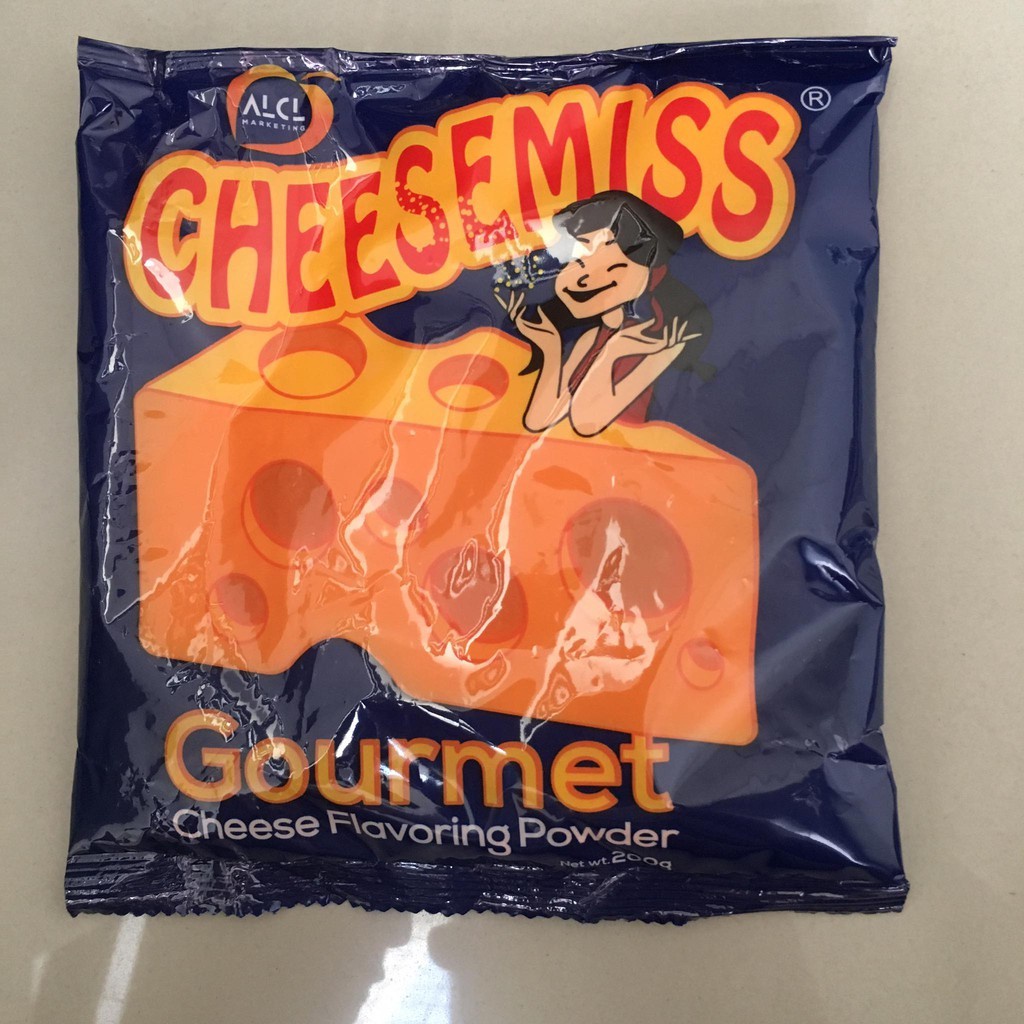 ALCL
MARKETING
CHEESEMISS®
Gourmet
Cheese Flavoring Powder
Net wt. 200g